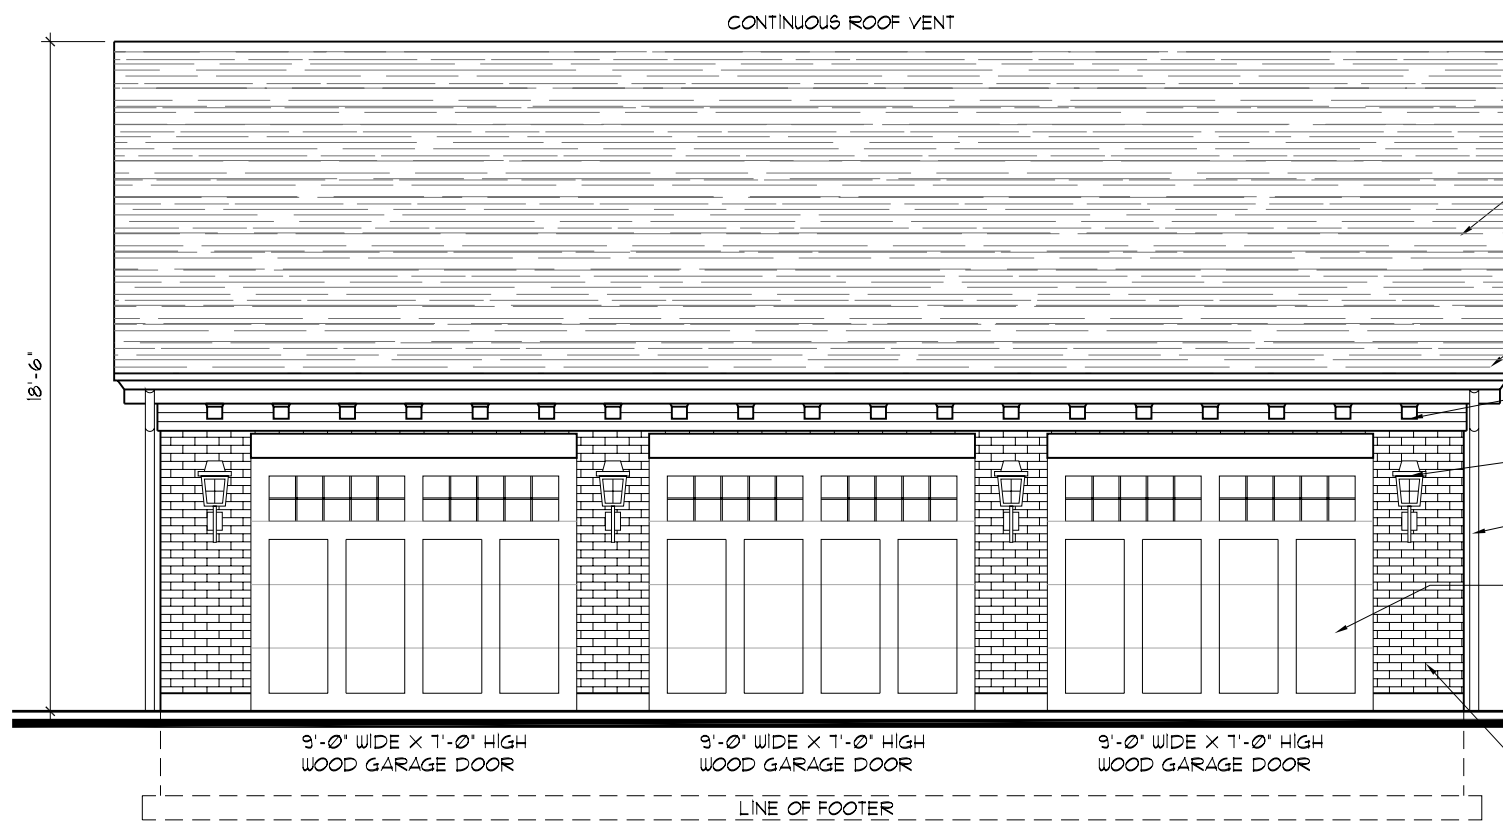 CONTINUOUS ROOF VENT
18'-6"
9'-0" WIDE X 7'-0" HIGH
WOOD GARAGE DOOR
9'-0" WIDE X 7'-0" HIGH
WOOD GARAGE DOOR
9'-0" WIDE X 7'-0" HIGH
WOOD GARAGE DOOR
LINE OF FOOTER